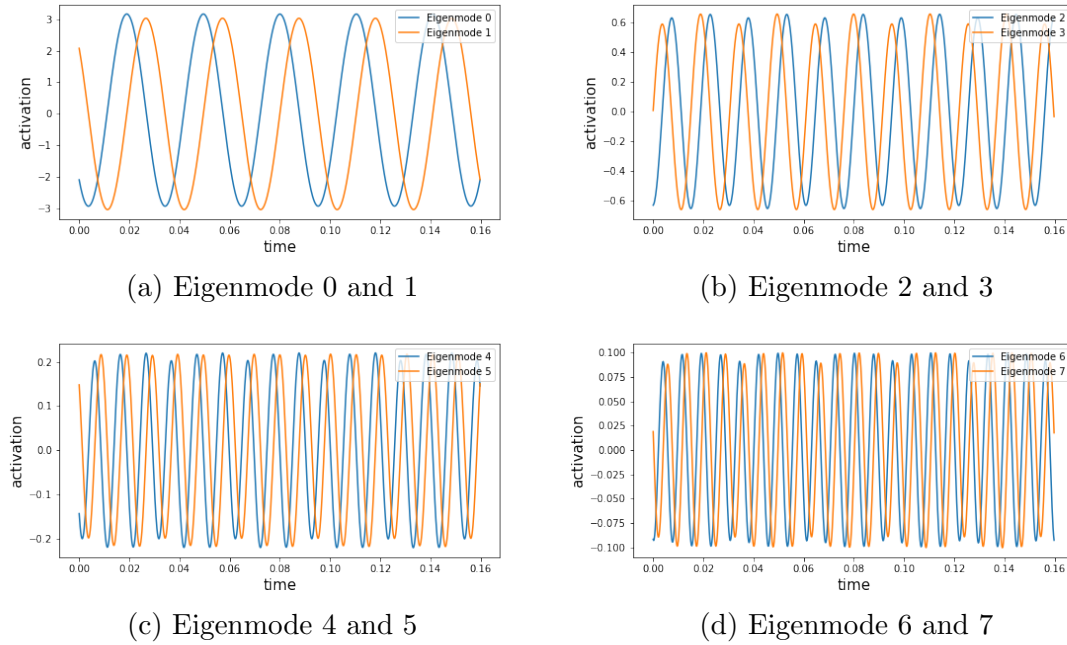 activation
3
2
1
0
−1
−2
−3
Eigenmode 0
Eigenmode 1
0.00 0.02 0.04 0.06 0.08 0.10 0.12 0.14 0.16
time
(a) Eigenmode 0 and 1
activation
0.6
0.4
0.2
0.0
−0.2
−0.4
−0.6
Eigenmode 2
Eigenmode 3
0.00 0.02 0.04 0.06 0.08 0.10 0.12 0.14 0.16
time
(b) Eigenmode 2 and 3
activation
0.2
0.1
0.0
−0.1
−0.2
Eigenmode 4
Eigenmode 5
0.00 0.02 0.04 0.06 0.08 0.10 0.12 0.14 0.16
time
(c) Eigenmode 4 and 5
activation
0.100
0.075
0.050
0.025
0.000
−0.025
−0.050
−0.075
−0.100
Eigenmode 6
Eigenmode 7
0.00 0.02 0.04 0.06 0.08 0.10 0.12 0.14 0.16
time
(d) Eigenmode 6 and 7